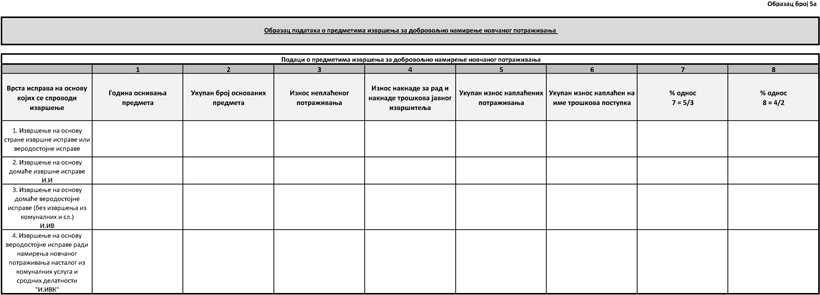 Образац број 5а
Образац података о предметима извршења за добровољно намирење новчаног потраживања
Подаци о предметима извршења за добровољно намирење новчаног потраживања
1 2 3 4 5 6 7 8
Врста исправа на основу
којих се спроводи
извршење
Година оснивања
предмета
Укупан број основаних
предмета
Износ неплаћеног
потраживања
Износ накнаде за рад и
накнаде трошкова јавног
извршитеља
Укупан износ наплаћених
потраживања
Укупан износ наплаћен на
име трошкова поступка
% однос
7 = 5/3
% однос
8 = 4/2
1. Извршење на основу
стране извршне исправе или
веродостојне исправе
2. Извршење на основу
домаће извршне исправе
И.И
3. Извршење на основу
домаће веродостојне
исправе (без извршења из
комуналних и сл.)
И.ИВ
4. Извршење на основу
веродостојне исправе ради
намирења новчаног
потраживања насталог из
комуналних услуга и
сродних делатности
"И.ИВК"